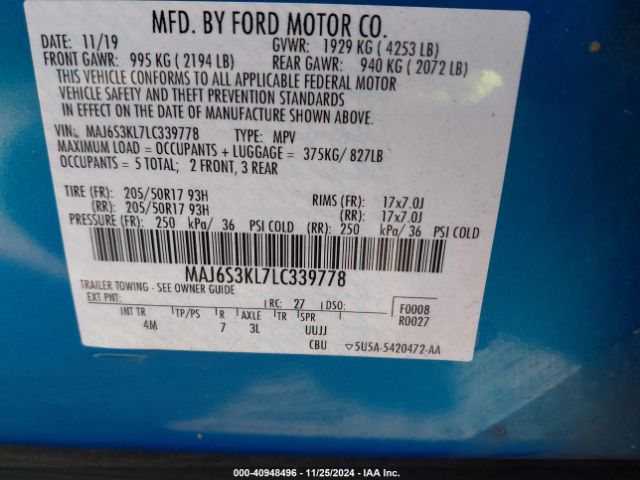 MFD. BY FORD MOTOR CO.
DATE: 11/19 GVWR: 1929 KG ( 4253 LB)
FRONT GAWR: 995 KG ( 2194 LB) REAR GAWR: 940 KG ( 2072 LB)
THIS VEHICLE CONFORMS TO ALL APPLICABLE FEDERAL MOTOR
VEHICLE SAFETY AND THEFT PREVENTION STANDARDS
IN EFFECT ON THE DATE OF MANUFACTURE SHOWN ABOVE.
VIN: MAJ6S3KL7LC339778 TYPE: MPV
MAXIMUM LOAD = OCCUPANTS + LUGGAGE = 375KG/ 827LB
OCCUPANTS = 5 TOTAL; 2 FRONT, 3 REAR
TIRE (FR): 205/50R17 93H RIMS (FR): 17x7.0J
(RR): 205/50R17 93H (RR): 17x7.0J
PRESSURE (FR): 250 kPa/ 36 PSI COLD (RR): 250 kPa/ 36 PSI COLD
MAJ6S3KL7LC339778
TRAILER TOWING - SEE OWNER GUIDE
EXT PNT: RC: 27 DSO: F0008
INT TR TP/PS R AXLE TR SPR R0027
4M 7 3L UUJJ
CBU ▽5U5A-5420472-AA
000-40948496 - 11/25/2024 - IAA Inc.